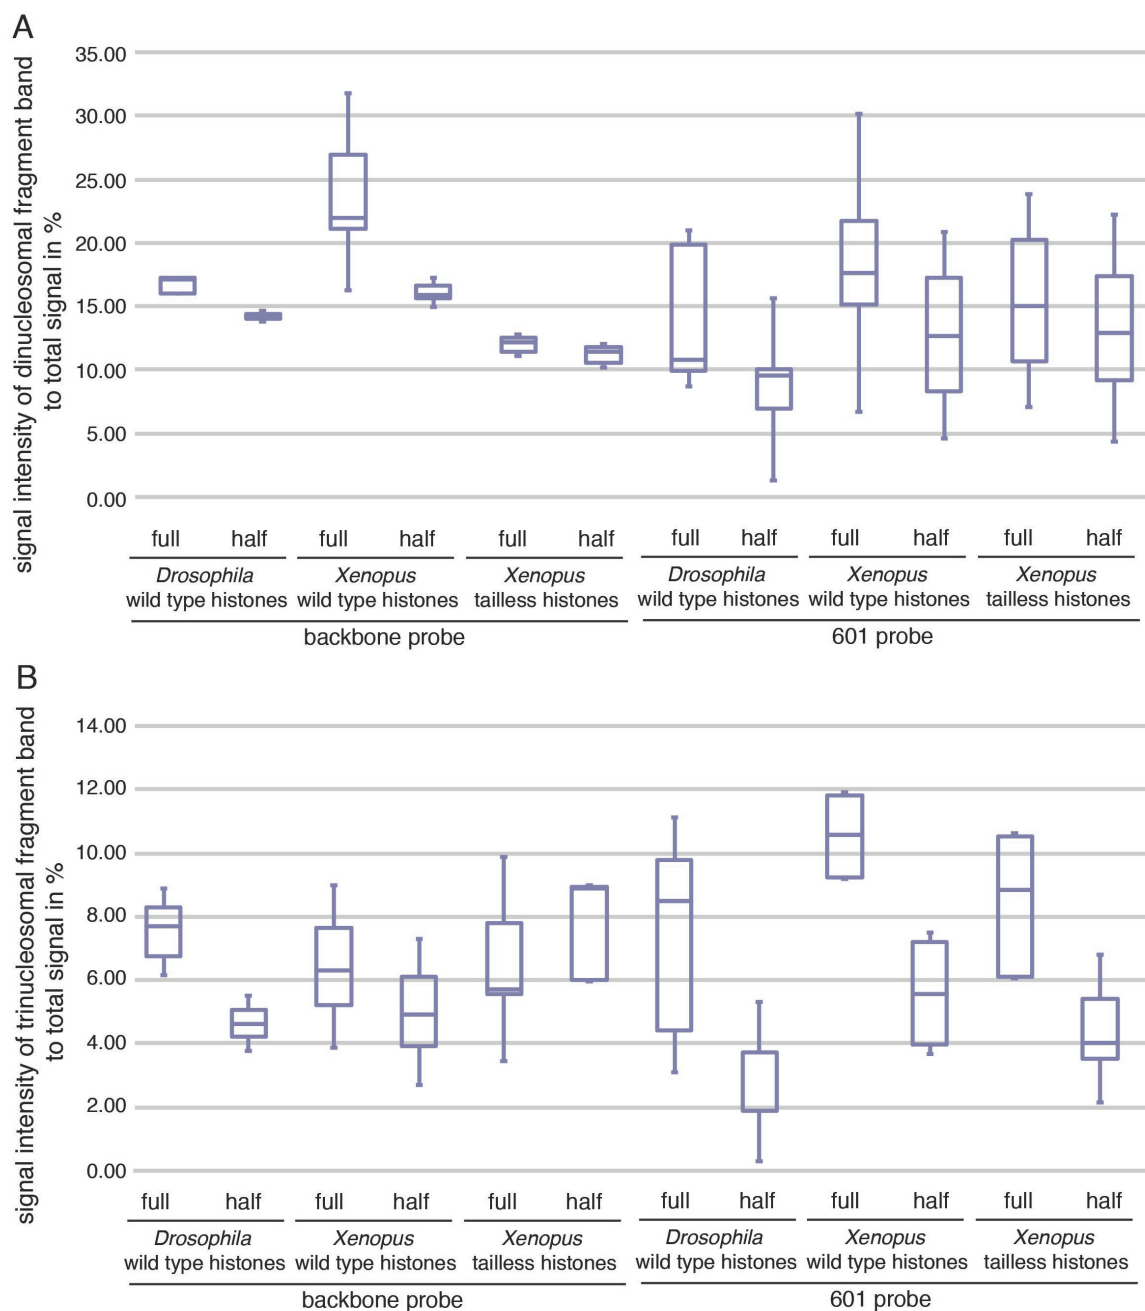 A
signal intensity of dinucleosomal fragment band
to total signal in %
35.00
30.00
25.00
20.00
15.00
10.00
5.00
0.00
full half full half full half full half full half full half
Drosophila Xenopus Xenopus Drosophila Xenopus Xenopus
wild type histones wild type histones tailless histones wild type histones wild type histones tailless histones
backbone probe 601 probe
B
signal intensity of trinucleosomal fragment band
to total signal in %
14.00
12.00
10.00
8.00
6.00
4.00
2.00
0.00
full half full half full half full half full half full half
Drosophila Xenopus Xenopus Drosophila Xenopus Xenopus
wild type histones wild type histones tailless histones wild type histones wild type histones tailless histones
backbone probe 601 probe